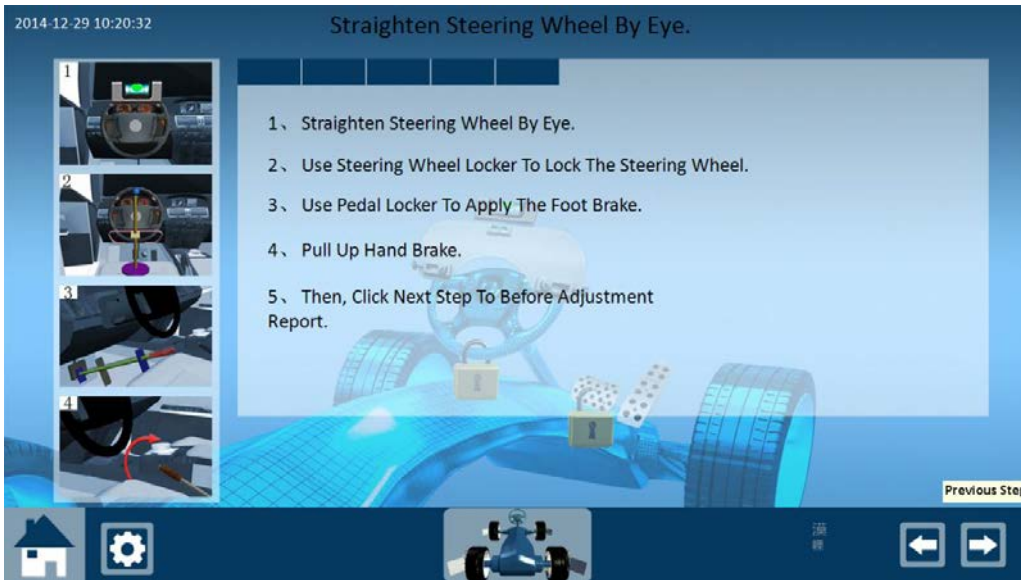 2014-12-29 10:20:32
Straighten Steering Wheel By Eye.
1
2
3
4
1、 Straighten Steering Wheel By Eye.
2、 Use Steering Wheel Locker To Lock The Steering Wheel.
3、 Use Pedal Locker To Apply The Foot Brake.
4、 Pull Up Hand Brake.
5、 Then, Click Next Step To Before Adjustment
Report.
Previous Step